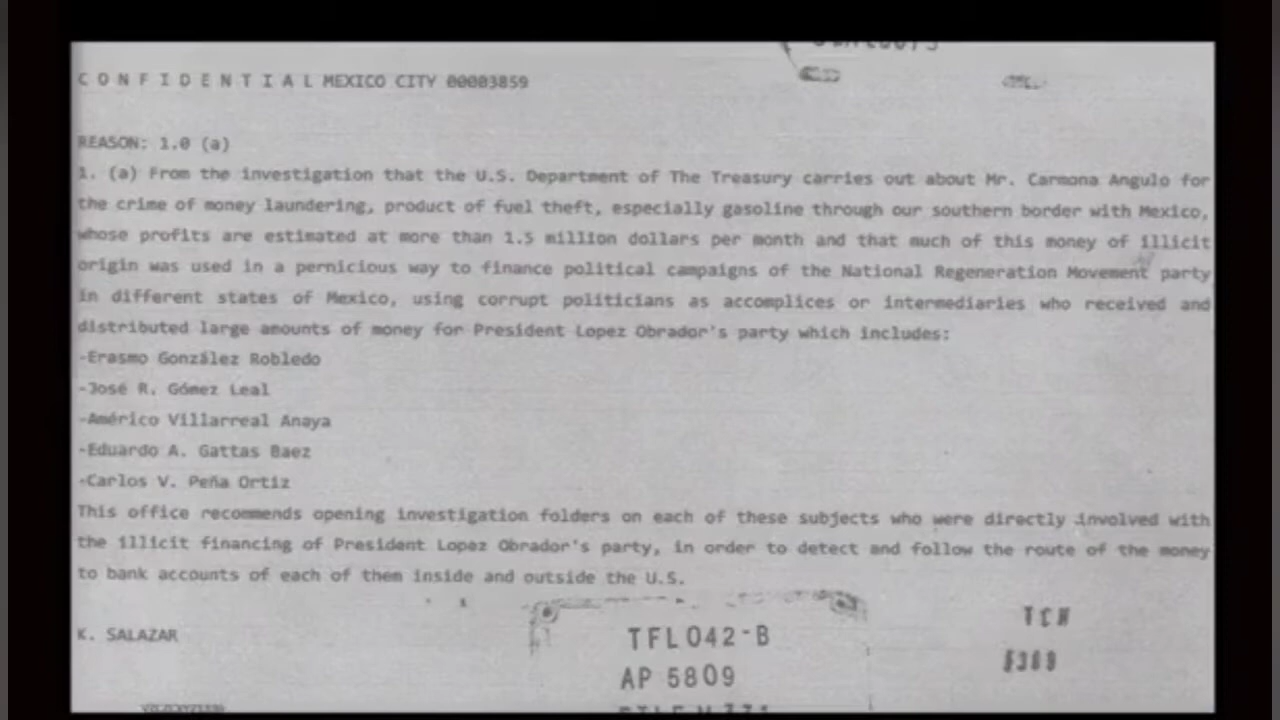 C O N F I D E N T I A L MEXICO CITY 00003859
REASON: 1.0 (a)
1. (a) From the investigation that the U.S. Department of The Treasury carries out about Mr. Carmona Angulo for
the crime of money laundering, product of fuel theft, especially gasoline through our southern border with Mexico,
whose profits are estimated at more than 1.5 million dollars per month and that much of this money of illicit
origin was used in a pernicious way to finance political campaigns of the National Regeneration Movement party
in different states of Mexico, using corrupt politicians as accomplices or intermediaries who received and
distributed large amounts of money for President Lopez Obrador's party which includes:
-Erasmo González Robledo
-José R. Gómez Leal
-Américo Villarreal Anaya
-Eduardo A. Gattas Baez
-Carlos V. Peña Ortiz
This office recommends opening investigation folders on each of these subjects who were directly involved with
the illicit financing of President Lopez Obrador's party, in order to detect and follow the route of the money
to bank accounts of each of them inside and outside the U.S.
K. SALAZAR
TFL042-B
AP 5809